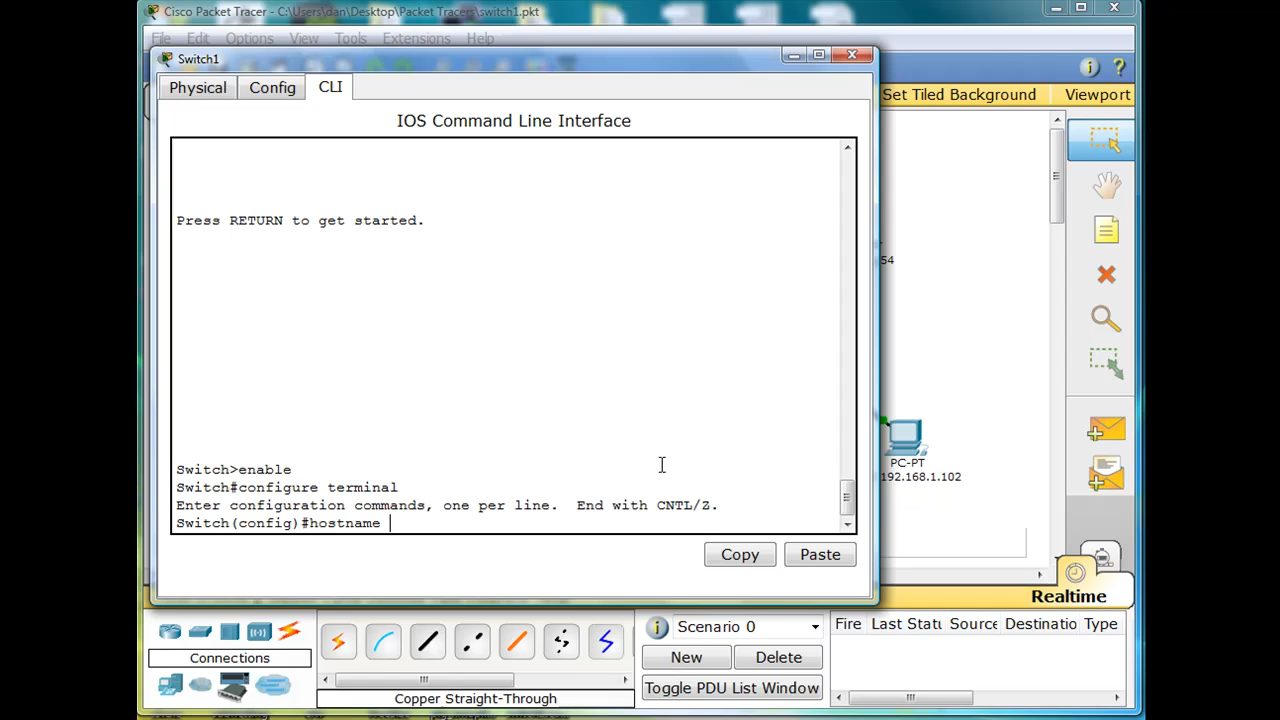 Cisco Packet Tracer - C:\Users\dan\Desktop\Packet Tracers\switch1.pkt
File Edit Options View Tools Extensions Help
Switch1
Physical Config CLI
Set Tiled Background Viewport
IOS Command Line Interface
Press RETURN to get started.
54
Switch>enable
Switch#configure terminal
Enter configuration commands, one per line.  End with CNTL/Z.
Switch(config)#hostname
PC-PT
192.168.1.102
Copy Paste
Realtime
Scenario 0
Fire Last Statu Source Destinatio Type
Connections
New Delete
Toggle PDU List Window
Copper Straight-Through